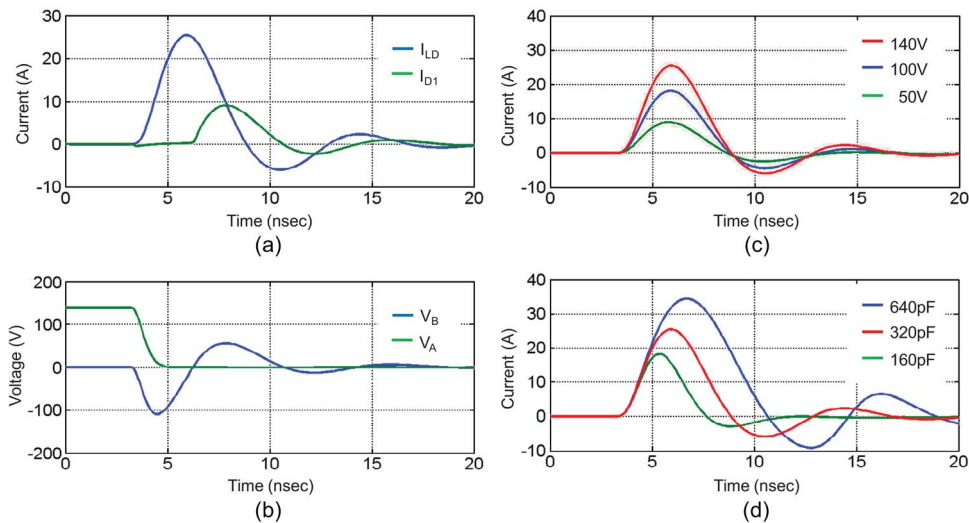 30
20
10
0
-10
Current (A)
I_LD
I_D1
0
5
10
15
20
Time (nsec)
(a)
40
30
20
10
0
-10
Current (A)
140V
100V
50V
0
5
10
15
20
Time (nsec)
(c)
200
100
0
-100
-200
Voltage (V)
V_B
V_A
0
5
10
15
20
Time (nsec)
(b)
40
30
20
10
0
-10
Current (A)
640pF
320pF
160pF
0
5
10
15
20
Time (nsec)
(d)